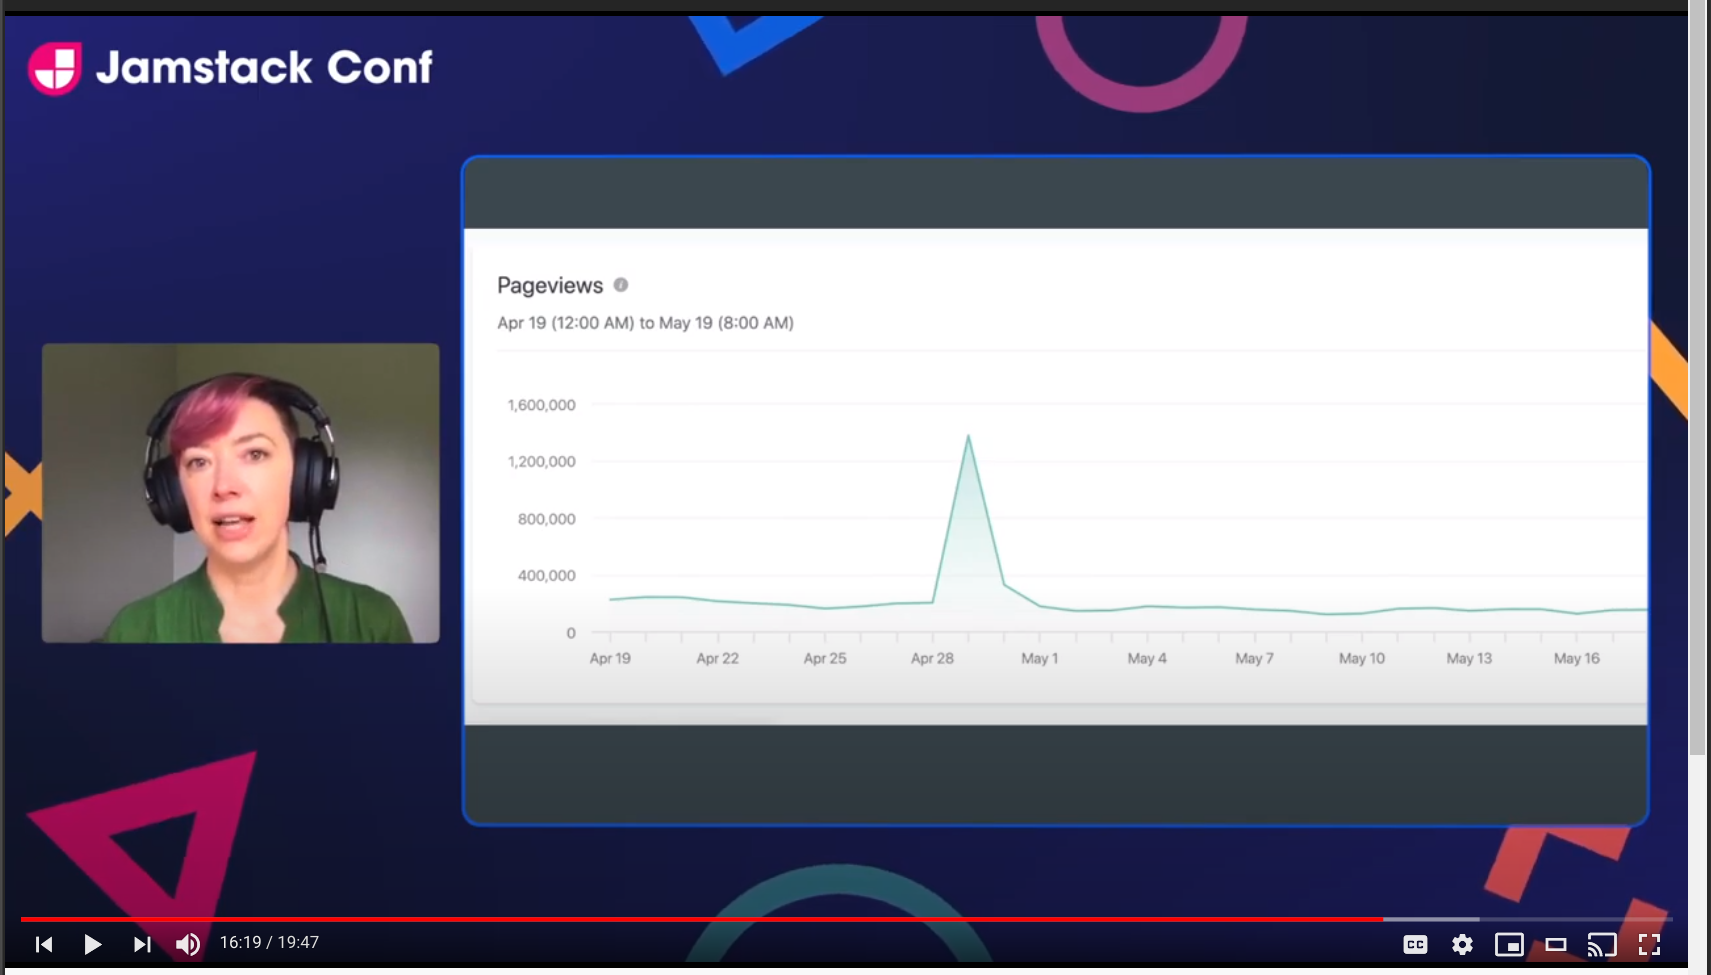 Jamstack Conf
Pageviews
Apr 19 (12:00 AM) to May 19 (8:00 AM)
1,600,000
1,200,000
800,000
400,000
0
Apr 19 Apr 22 Apr 25 Apr 28 May 1 May 4 May 7 May 10 May 13 May 16
16:19 / 19:47
CC